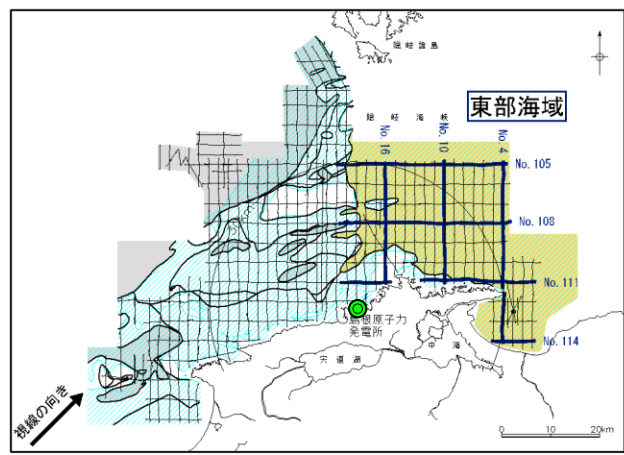 隠岐諸島
東部海域
隠岐海峡
No.16
No.10
No.4
No.105
No.108
No.111
島根原子力
発電所
宍道湖
中海
No.114
視線の向き
0 10 20km